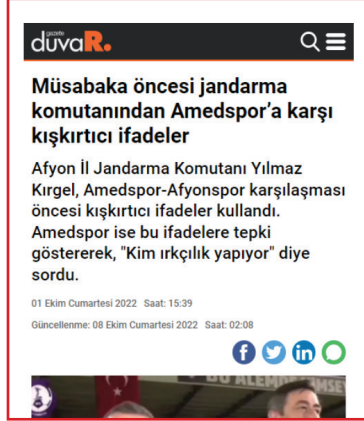 gazete
duvaR.
Müsabaka öncesi jandarma
komutanından Amedspor’a karşı
kışkırtıcı ifadeler
Afyon İl Jandarma Komutanı Yılmaz
Kırgel, Amedspor-Afyonspor karşılaşması
öncesi kışkırtıcı ifadeler kullandı.
Amedspor ise bu ifadelere tepki
göstererek, "Kim ırkçılık yapıyor" diye
sordu.
01 Ekim Cumartesi 2022 Saat: 15:39
Güncellenme: 08 Ekim Cumartesi 2022 Saat: 02:08
BU ALEMDE